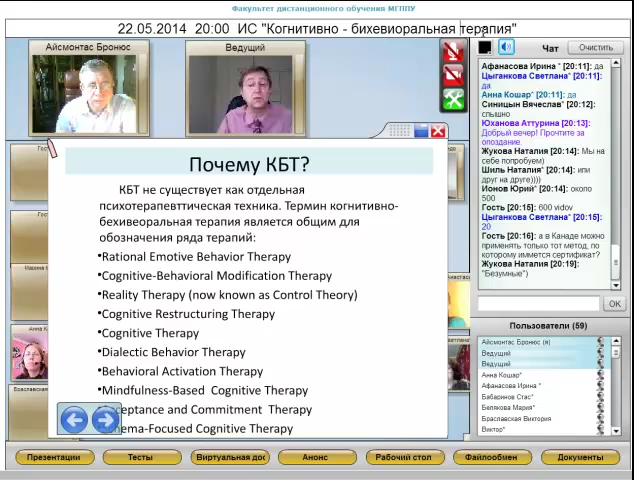 Факультет дистанционного обучения МГППУ
22.05.2014 20:00 ИС "Когнитивно - бихевиоральная терапия"
Айсмонтас Бронюс
Ведущий
Чат
Очистить
Афанасова Ирина * [20:11]: да
Цыганкова Светлана* [20:11]:
да
Анна Кошар* [20:11]: да
Синицын Вячеслав* [20:12]:
слышно
Юханова Аттурина [20:13]:
Добрый вечер! Прочтите за
опоздание.
Жукова Наталия [20:14]: Мы на
себе попробуем)
Шиль Наталия* [20:14]: ипи
друг на друге))))
Ионов Юрий* [20:14]: около
500
Гость [20:15]: 600 vidov
Цыганкова Светлана* [20:15]:
20
Гость [20:16]: а в Канаде можно
применять только тот метод, по
которому имеется сертификат?
Жукова Наталия [20:19]:
"Безумные")
OK
Почему КБТ?
КБТ не существует как отдельная
психотерапевттическая техника. Термин когнитивно-
бехивеоральная терапия является общим для
обозначения ряда терапий:
•Rational Emotive Behavior Therapy
•Cognitive-Behavioral Modification Therapy
•Reality Therapy (now known as Control Theory)
•Cognitive Restructuring Therapy
•Cognitive Therapy
•Dialectic Behavior Therapy
•Behavioral Activation Therapy
•Mindfulness-Based Cognitive Therapy
ceptance and Commitment Therapy
hema-Focused Cognitive Therapy
Гос
Гос
Анна К
Пользователи (59)
Айсмонтас Бронюс (я)
Ведущий
Ведущий
Анна Кошар*
Афанасова Ирина *
Бабаринов Стас*
Белякова Мария*
Браславская Виктория
Виктор*
Презентации
Тесты
Виртуальная дос
Анонс
Рабочий стол
Файлообмен
Документы